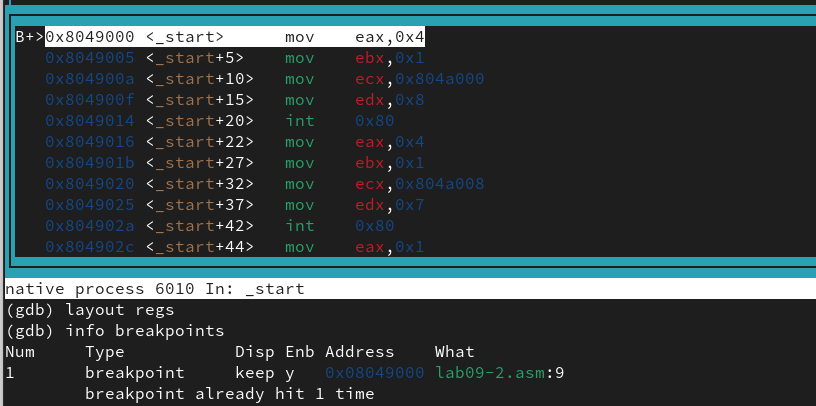 B+>0x8049000 <_start> mov eax,0x4
0x8049005 <_start+5> mov ebx,0x1
0x804900a <_start+10> mov ecx,0x804a000
0x804900f <_start+15> mov edx,0x8
0x8049014 <_start+20> int 0x80
0x8049016 <_start+22> mov eax,0x4
0x804901b <_start+27> mov ebx,0x1
0x8049020 <_start+32> mov ecx,0x804a008
0x8049025 <_start+37> mov edx,0x7
0x804902a <_start+42> int 0x80
0x804902c <_start+44> mov eax,0x1
native process 6010 In: _start
(gdb) layout regs
(gdb) info breakpoints
Num Type Disp Enb Address What
1 breakpoint keep y 0x08049000 lab09-2.asm:9
breakpoint already hit 1 time